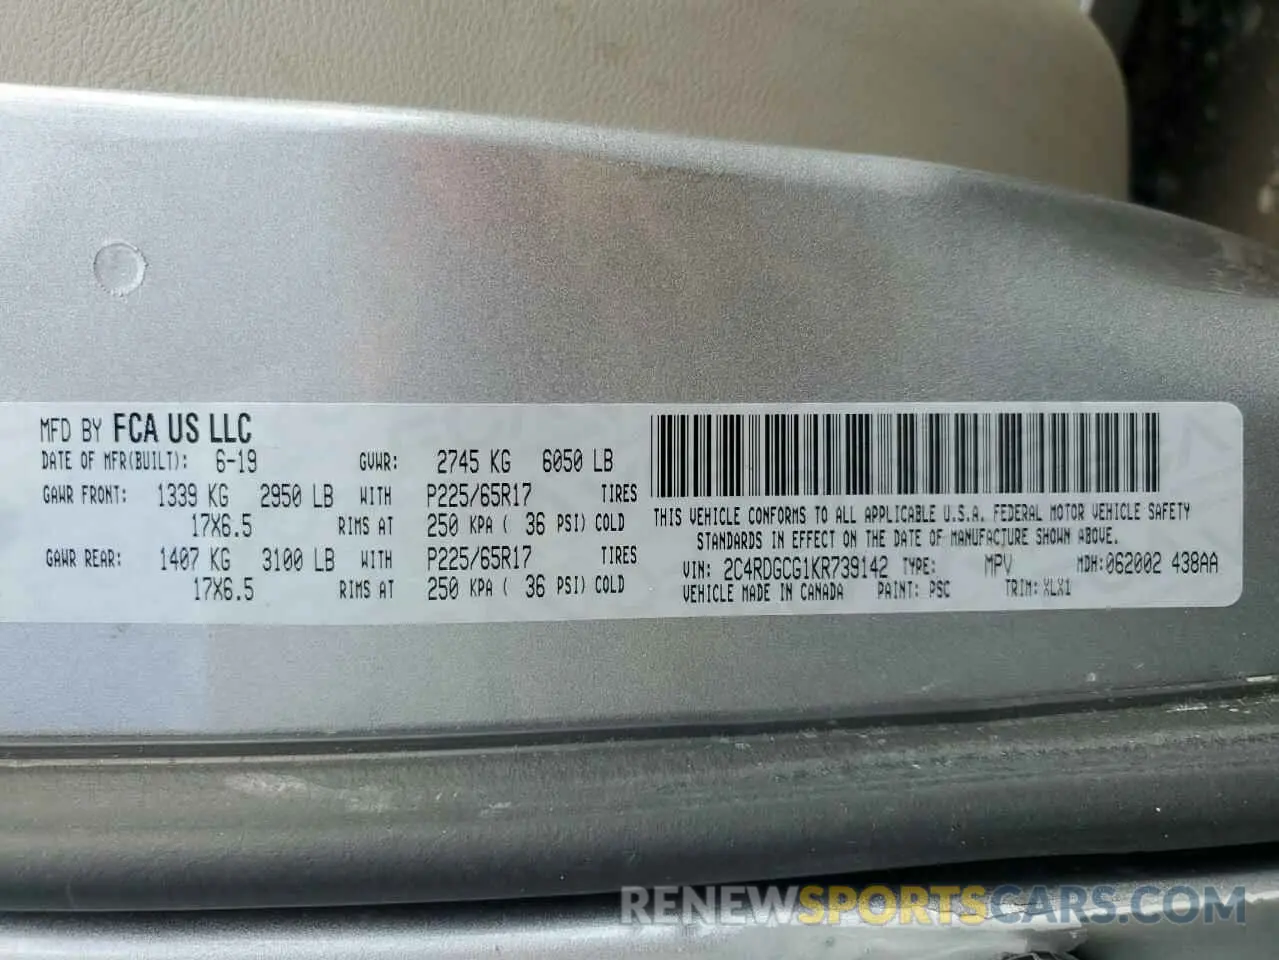 MFD BY FCA US LLC
DATE OF MFR(BUILT): 6-19 GVWR: 2745 KG 6050 LB
GAWR FRONT: 1339 KG 2950 LB WITH P225/65R17 TIRES
17X6.5 RIMS AT 250 KPA ( 36 PSI) COLD
GAWR REAR: 1407 KG 3100 LB WITH P225/65R17 TIRES
17X6.5 RIMS AT 250 KPA ( 36 PSI) COLD
THIS VEHICLE CONFORMS TO ALL APPLICABLE U.S.A. FEDERAL MOTOR VEHICLE SAFETY
STANDARDS IN EFFECT ON THE DATE OF MANUFACTURE SHOWN ABOVE.
VIN: 2C4RDGCG1KR739142 TYPE: MPV MDH:062002 438AA
VEHICLE MADE IN CANADA PAINT: PSC TRIM: XLX1
RENEWSPORTSCARS.COM